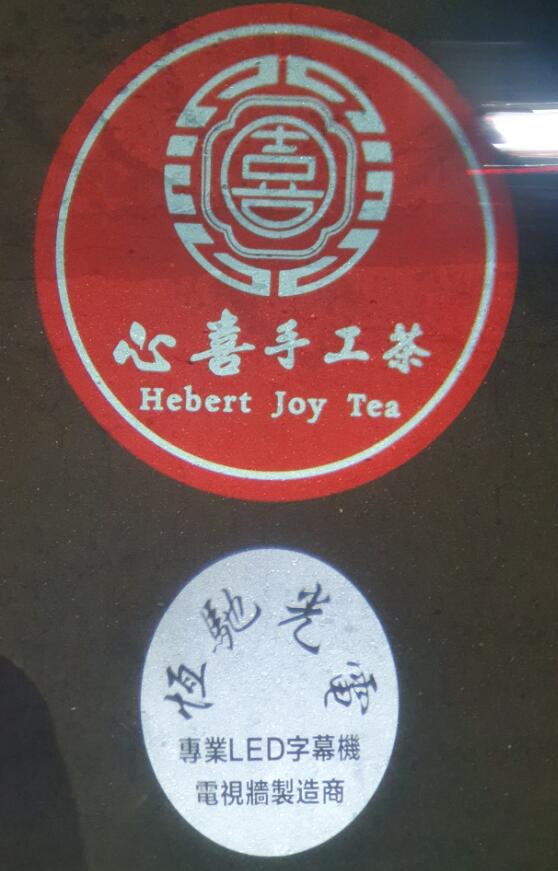 喜
心喜手工茶
Hebert Joy Tea
恆馳光電
專業LED字幕機
電視牆製造商